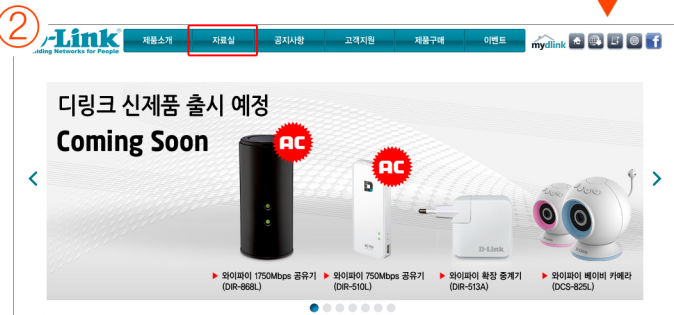 ②
D-Link
Building Networks for People
제품소개 자료실 공지사항 고객지원 제품구매 이벤트 mydlink f
디링크 신제품 출시 예정
Coming Soon
AC
AC
D-Link
▶ 와이파이 1750Mbps 공유기 ▶ 와이파이 750Mbps 공유기 ▶ 와이파이 확장 중계기 ▶ 와이파이 베이비 카메라
(DIR-868L) (DIR-510L) (DIR-513A) (DCS-825L)